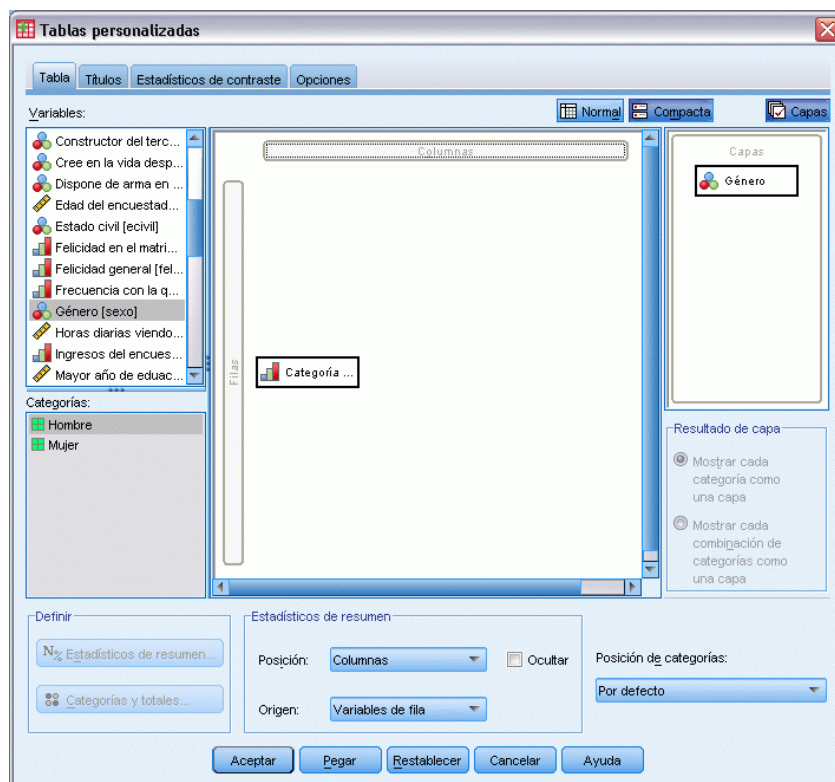 Tablas personalizadas
Tabla Títulos Estadísticos de contraste Opciones
Variables:
Normal Compacta Capas
Constructor del terc...
Cree en la vida desp...
Dispone de arma en ...
Edad del encuestad...
Estado civil [ecivil]
Felicidad en el matri...
Felicidad general [fel...
Frecuencia con la q...
Género [sexo]
Horas diarias viendo...
Ingresos del encues...
Mayor año de eduac...
Categorías:
Hombre
Mujer
Columnas
Filas
Categoría ...
Capas
Género
Resultado de capa
Mostrar cada
categoría como
una capa
Mostrar cada
combinación de
categorías como
una capa
Definir
N% Estadísticos de resumen...
Categorías y totales...
Estadísticos de resumen
Posición: Columnas Ocultar
Origen: Variables de fila
Posición de categorías:
Por defecto
Aceptar Pegar Restablecer Cancelar Ayuda